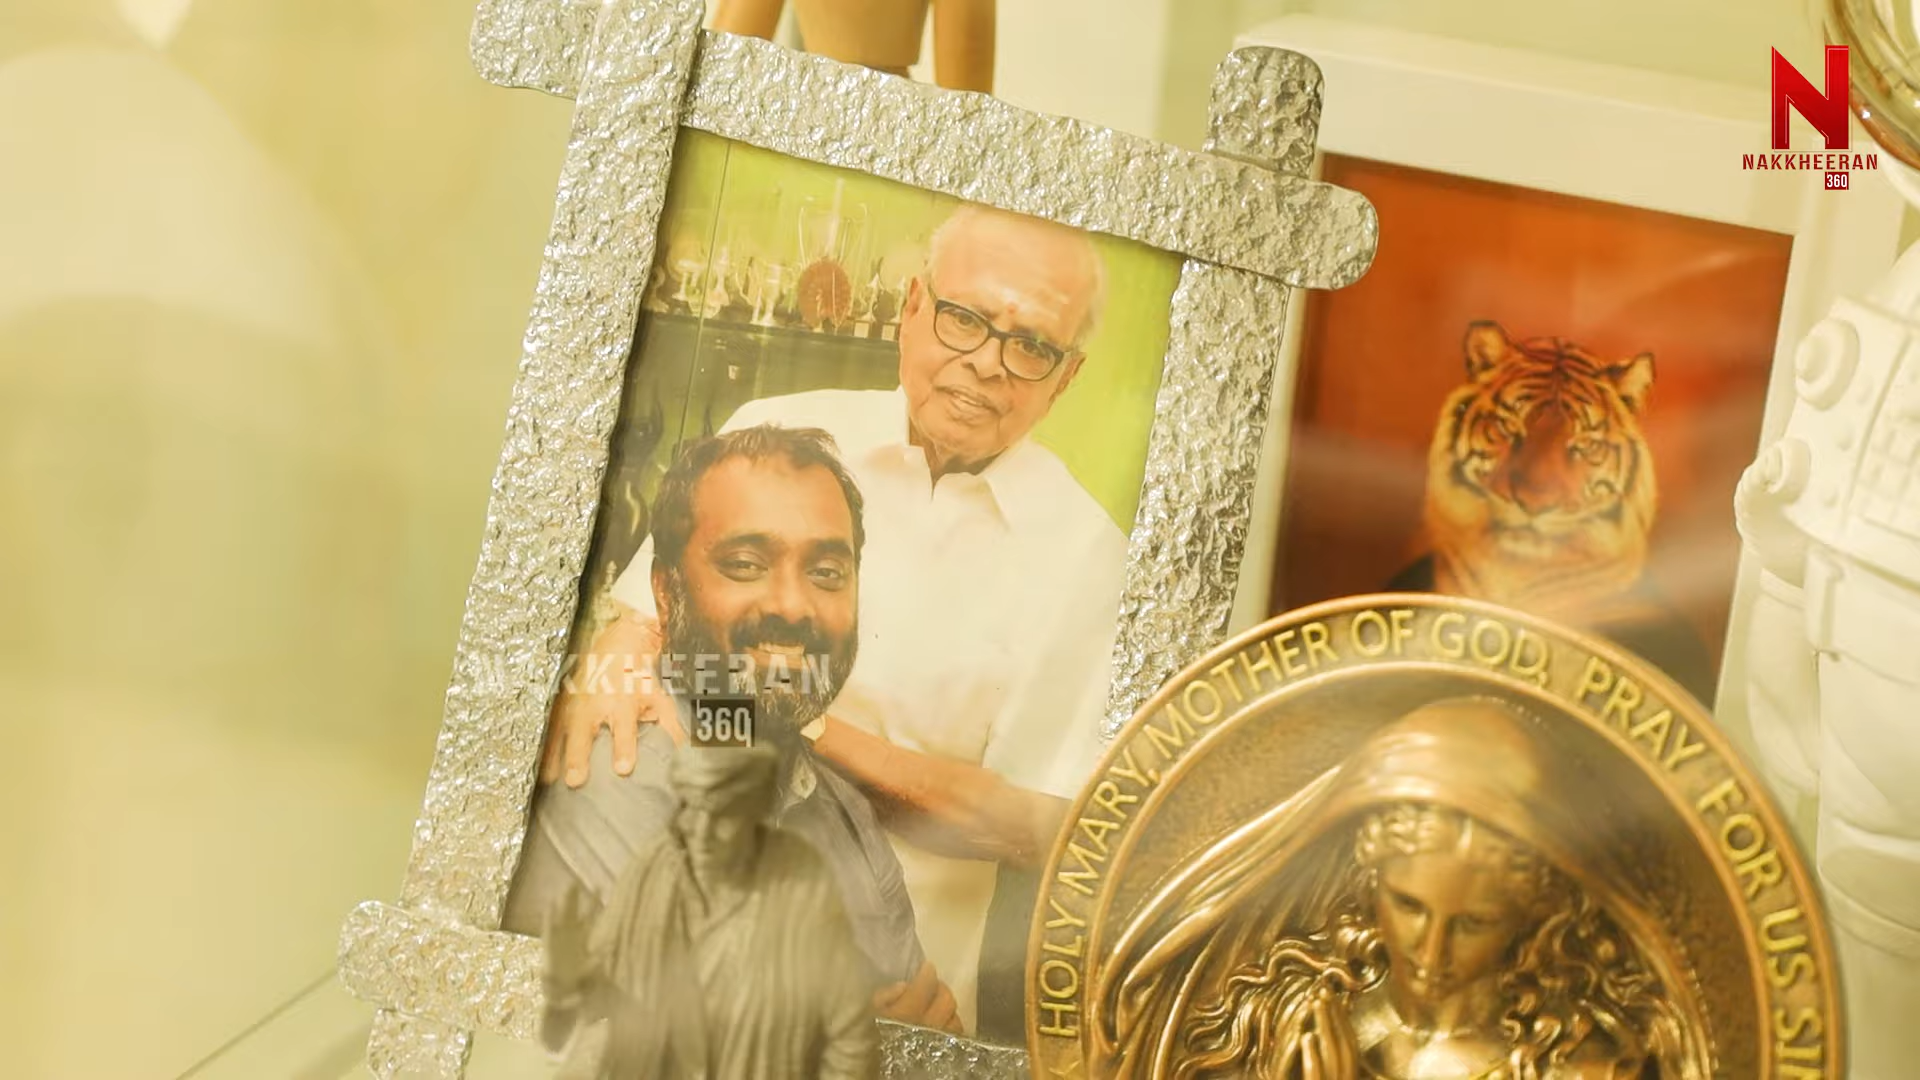 NAKKHEERAN
360
NAKKHEERAN
360
HOLY MARY, MOTHER OF GOD, PRAY FOR US